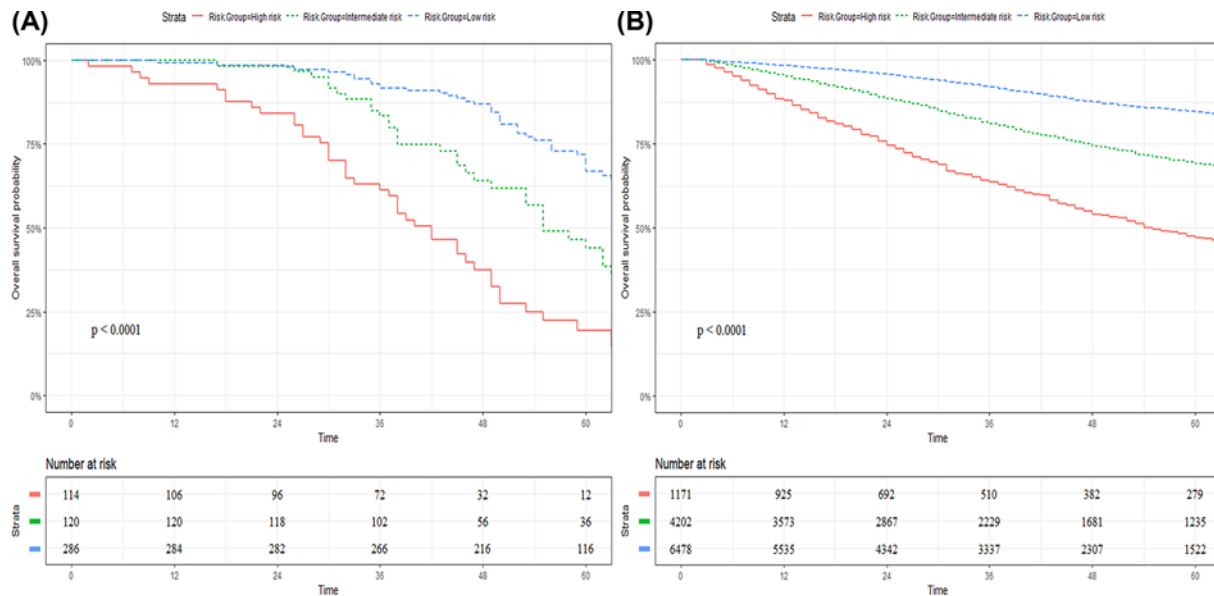 (A)
Strata Risk.Group=High risk Risk.Group=Intermediate risk Risk.Group=Low risk
Overall survival probability
100%
75%
50%
25%
0%
p < 0.0001
0 12 24 36 48 60
Time
Number at risk
Strata
114 106 96 72 32 12
120 120 118 102 56 36
286 284 282 266 216 116
0 12 24 36 48 60
Time
(B)
Strata Risk.Group=High risk Risk.Group=Intermediate risk Risk.Group=Low risk
Overall survival probability
100%
75%
50%
25%
0%
p < 0.0001
0 12 24 36 48 60
Time
Number at risk
Strata
1171 925 692 510 382 279
4202 3573 2867 2229 1681 1235
6478 5535 4342 3337 2307 1522
0 12 24 36 48 60
Time